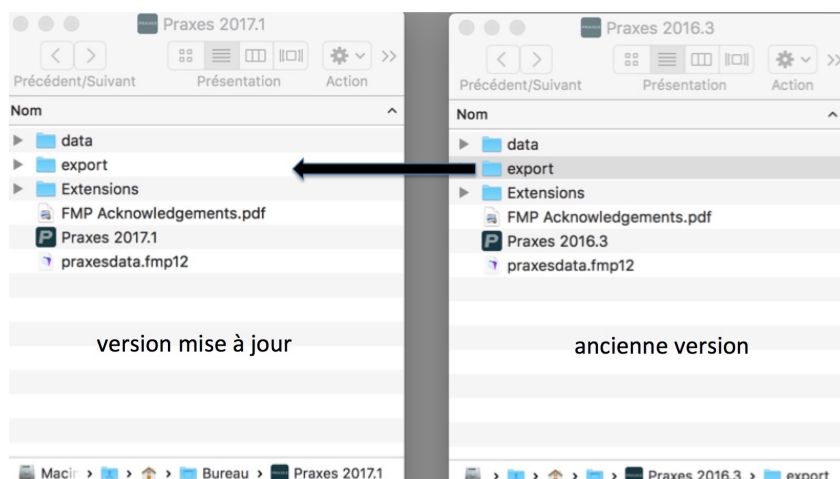 Praxes 2017.1
Précédent/Suivant Présentation Action
Nom
data
export
Extensions
FMP Acknowledgements.pdf
Praxes 2017.1
praxesdata.fmp12
version mise à jour
Bureau › Praxes 2017.1
Praxes 2016.3
Précédent/Suivant Présentation Action
Nom
data
export
Extensions
FMP Acknowledgements.pdf
Praxes 2016.3
praxesdata.fmp12
ancienne version
Praxes 2016.3 › export